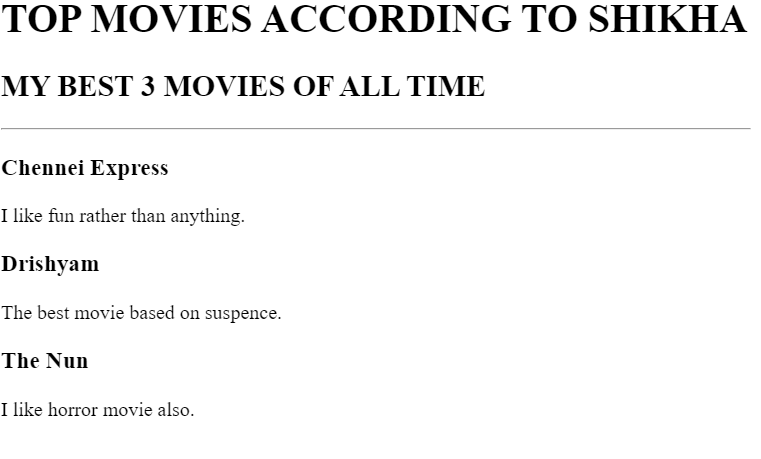 TOP MOVIES ACCORDING TO SHIKHA
MY BEST 3 MOVIES OF ALL TIME
Chennei Express
I like fun rather than anything.
Drishyam
The best movie based on suspence.
The Nun
I like horror movie also.